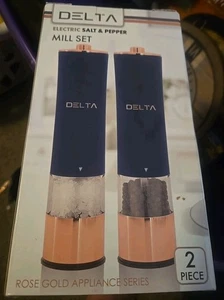 DELTA
ELECTRIC SALT & PEPPER
MILL SET
DELTA DELTA
2
PIECE
ROSE GOLD APPLIANCE SERIES